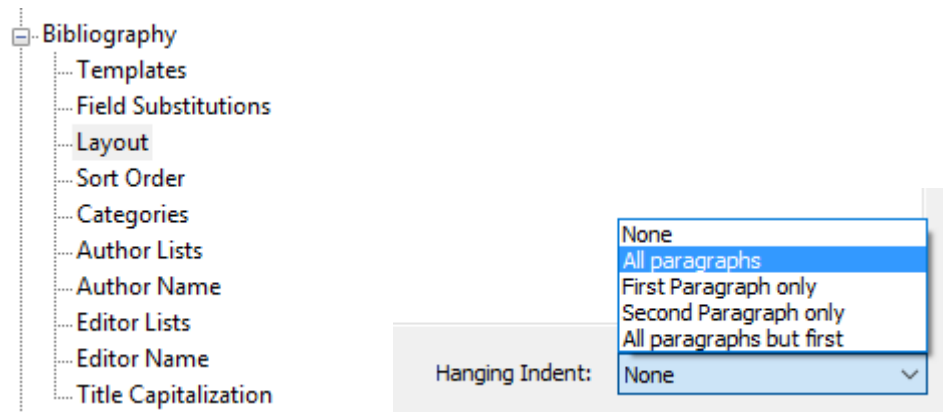 Bibliography
Templates
Field Substitutions
Layout
Sort Order
Categories
Author Lists
Author Name
Editor Lists
Editor Name
Title Capitalization
None
All paragraphs
First Paragraph only
Second Paragraph only
All paragraphs but first
Hanging Indent: None